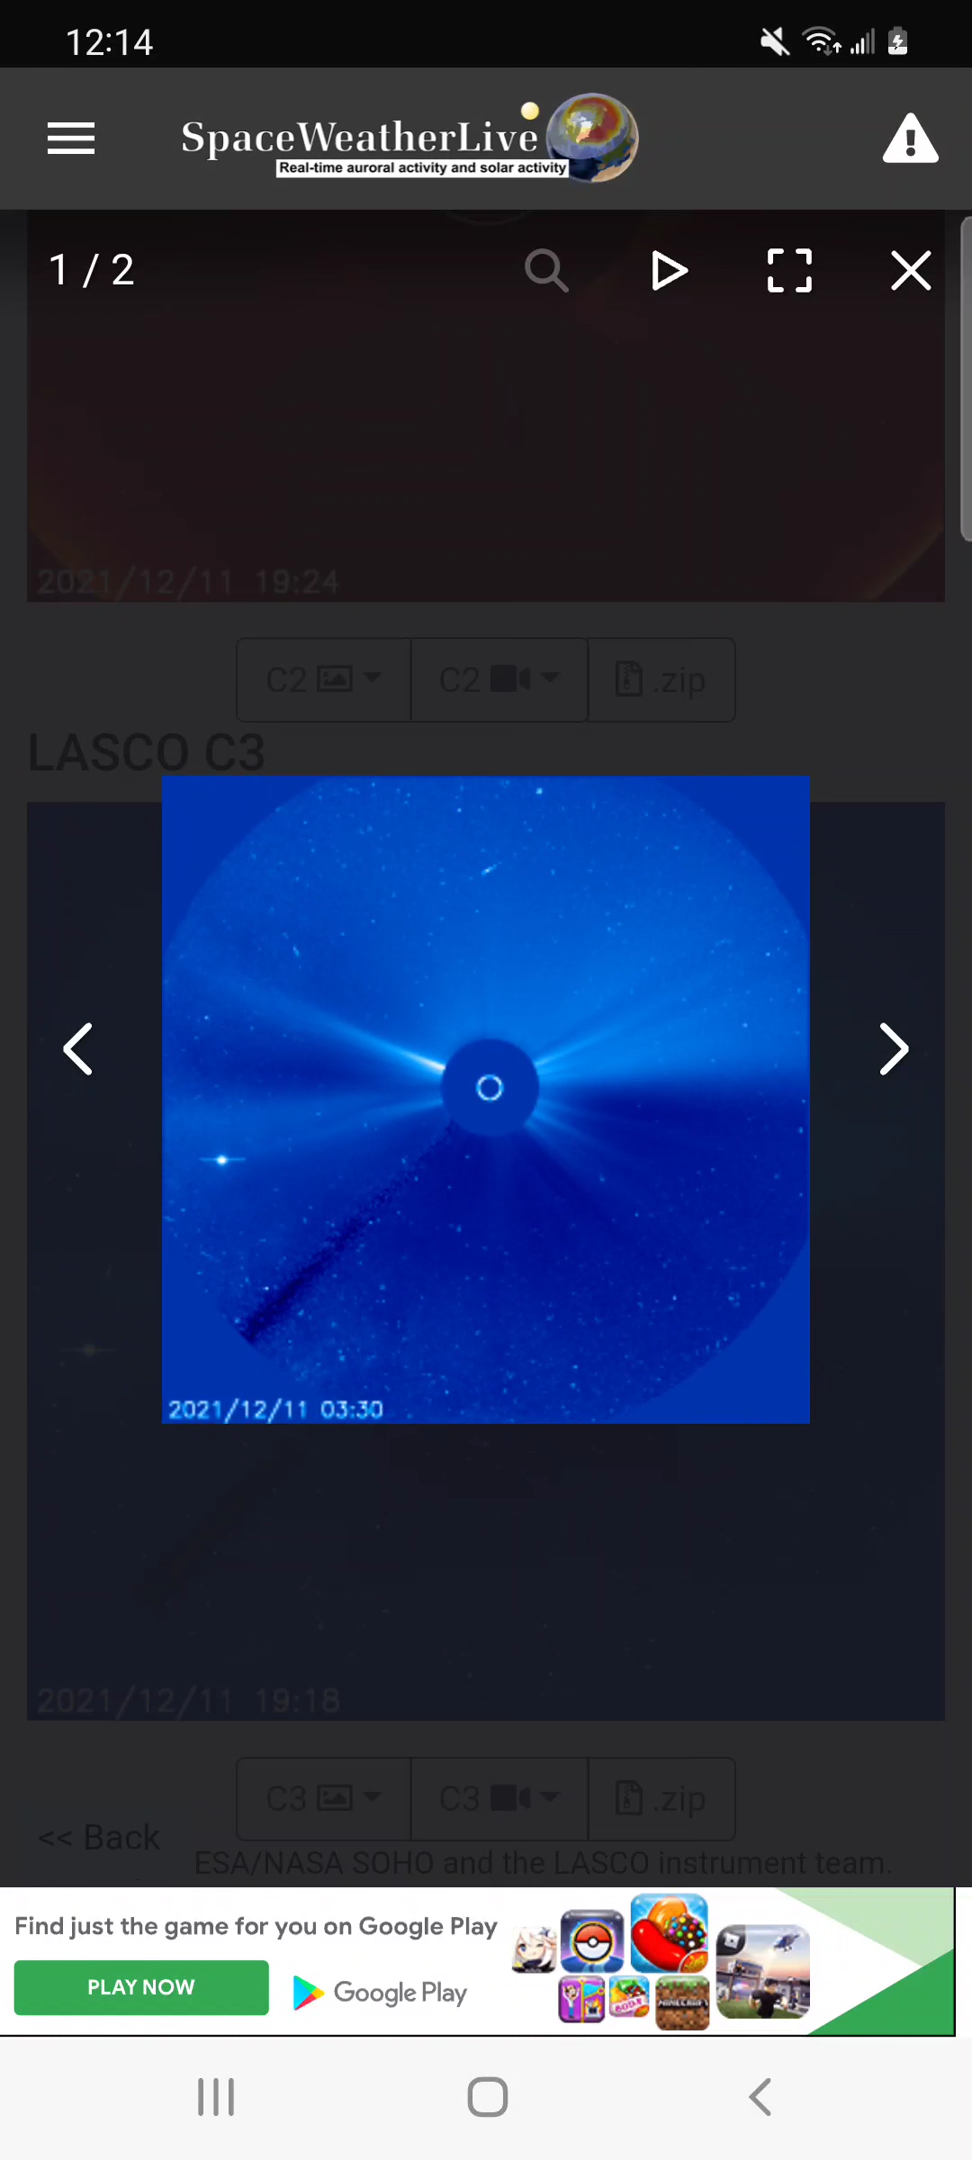 12:14
SpaceWeatherLive
Real-time auroral activity and solar activity
1 / 2
2021/12/11 19:24
C2 C2 .zip
LASCO C3
2021/12/11 03:30
2021/12/11 19:18
C3 C3 .zip
<< Back
ESA/NASA SOHO and the LASCO instrument team.
Find just the game for you on Google Play
PLAY NOW
Google Play
SODA
MINECRAFT